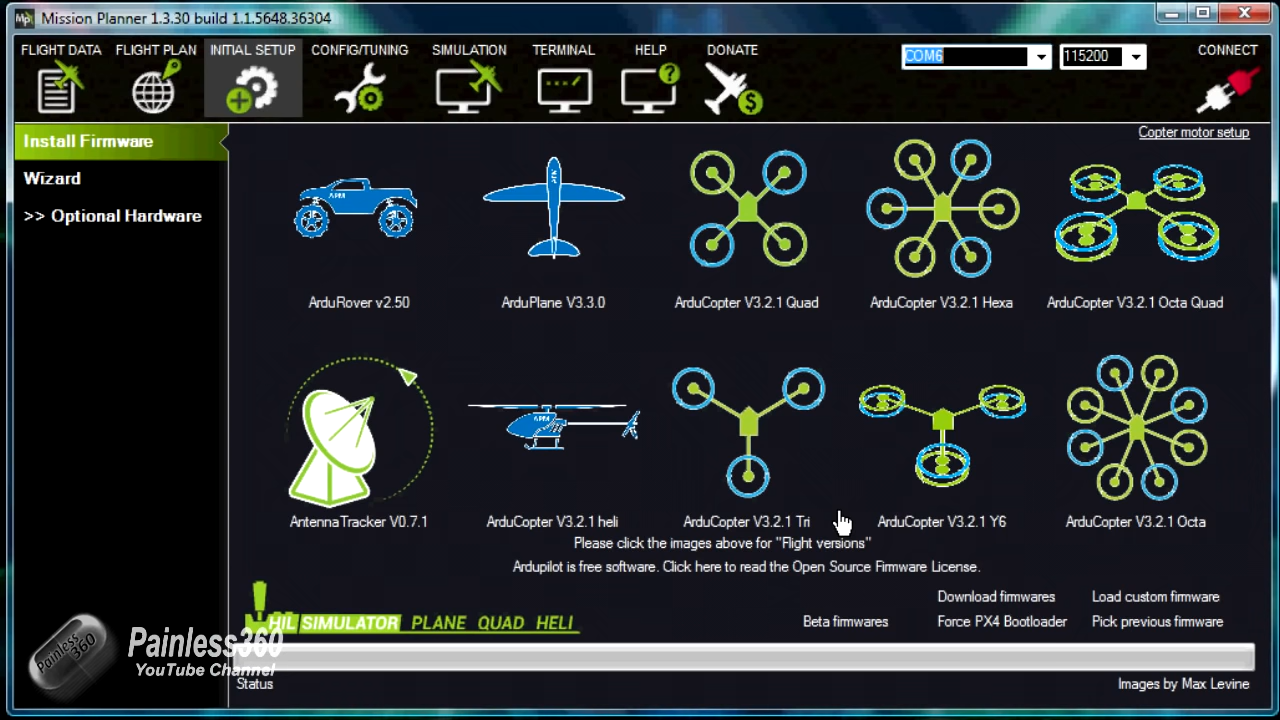 Mission Planner 1.3.30 build 1.1.5648.36304
FLIGHT DATA FLIGHT PLAN INITIAL SETUP CONFIG/TUNING SIMULATION TERMINAL HELP DONATE CONNECT
COM6 115200
Install Firmware
Copter motor setup
Wizard
>> Optional Hardware
ArduRover v2.50 ArduPlane V3.3.0 ArduCopter V3.2.1 Quad ArduCopter V3.2.1 Hexa ArduCopter V3.2.1 Octa Quad
AntennaTracker V0.7.1 ArduCopter V3.2.1 heli ArduCopter V3.2.1 Tri ArduCopter V3.2.1 Y6 ArduCopter V3.2.1 Octa
Please click the images above for "Flight versions"
Ardupilot is free software. Click here to read the Open Source Firmware License.
Download firmwares Load custom firmware
HIL SIMULATOR PLANE QUAD HELI
Beta firmwares Force PX4 Bootloader Pick previous firmware
Painless360
YouTube Channel
Status
Images by Max Levine